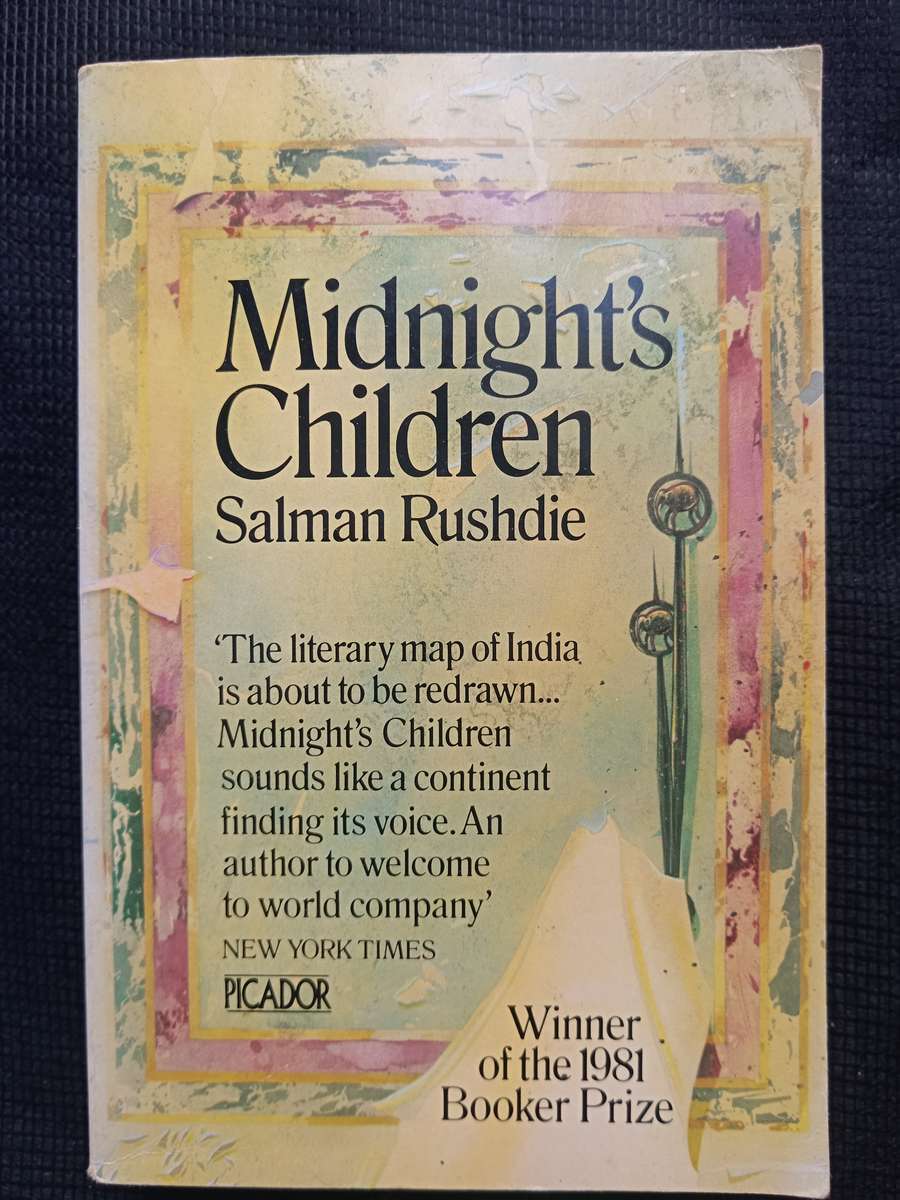 Midnight's
Children
Salman Rushdie
‘The literary map of India
is about to be redrawn...
Midnight's Children
sounds like a continent
finding its voice. An
author to welcome
to world company’
NEW YORK TIMES
PICADOR
Winner
of the 1981
Booker Prize